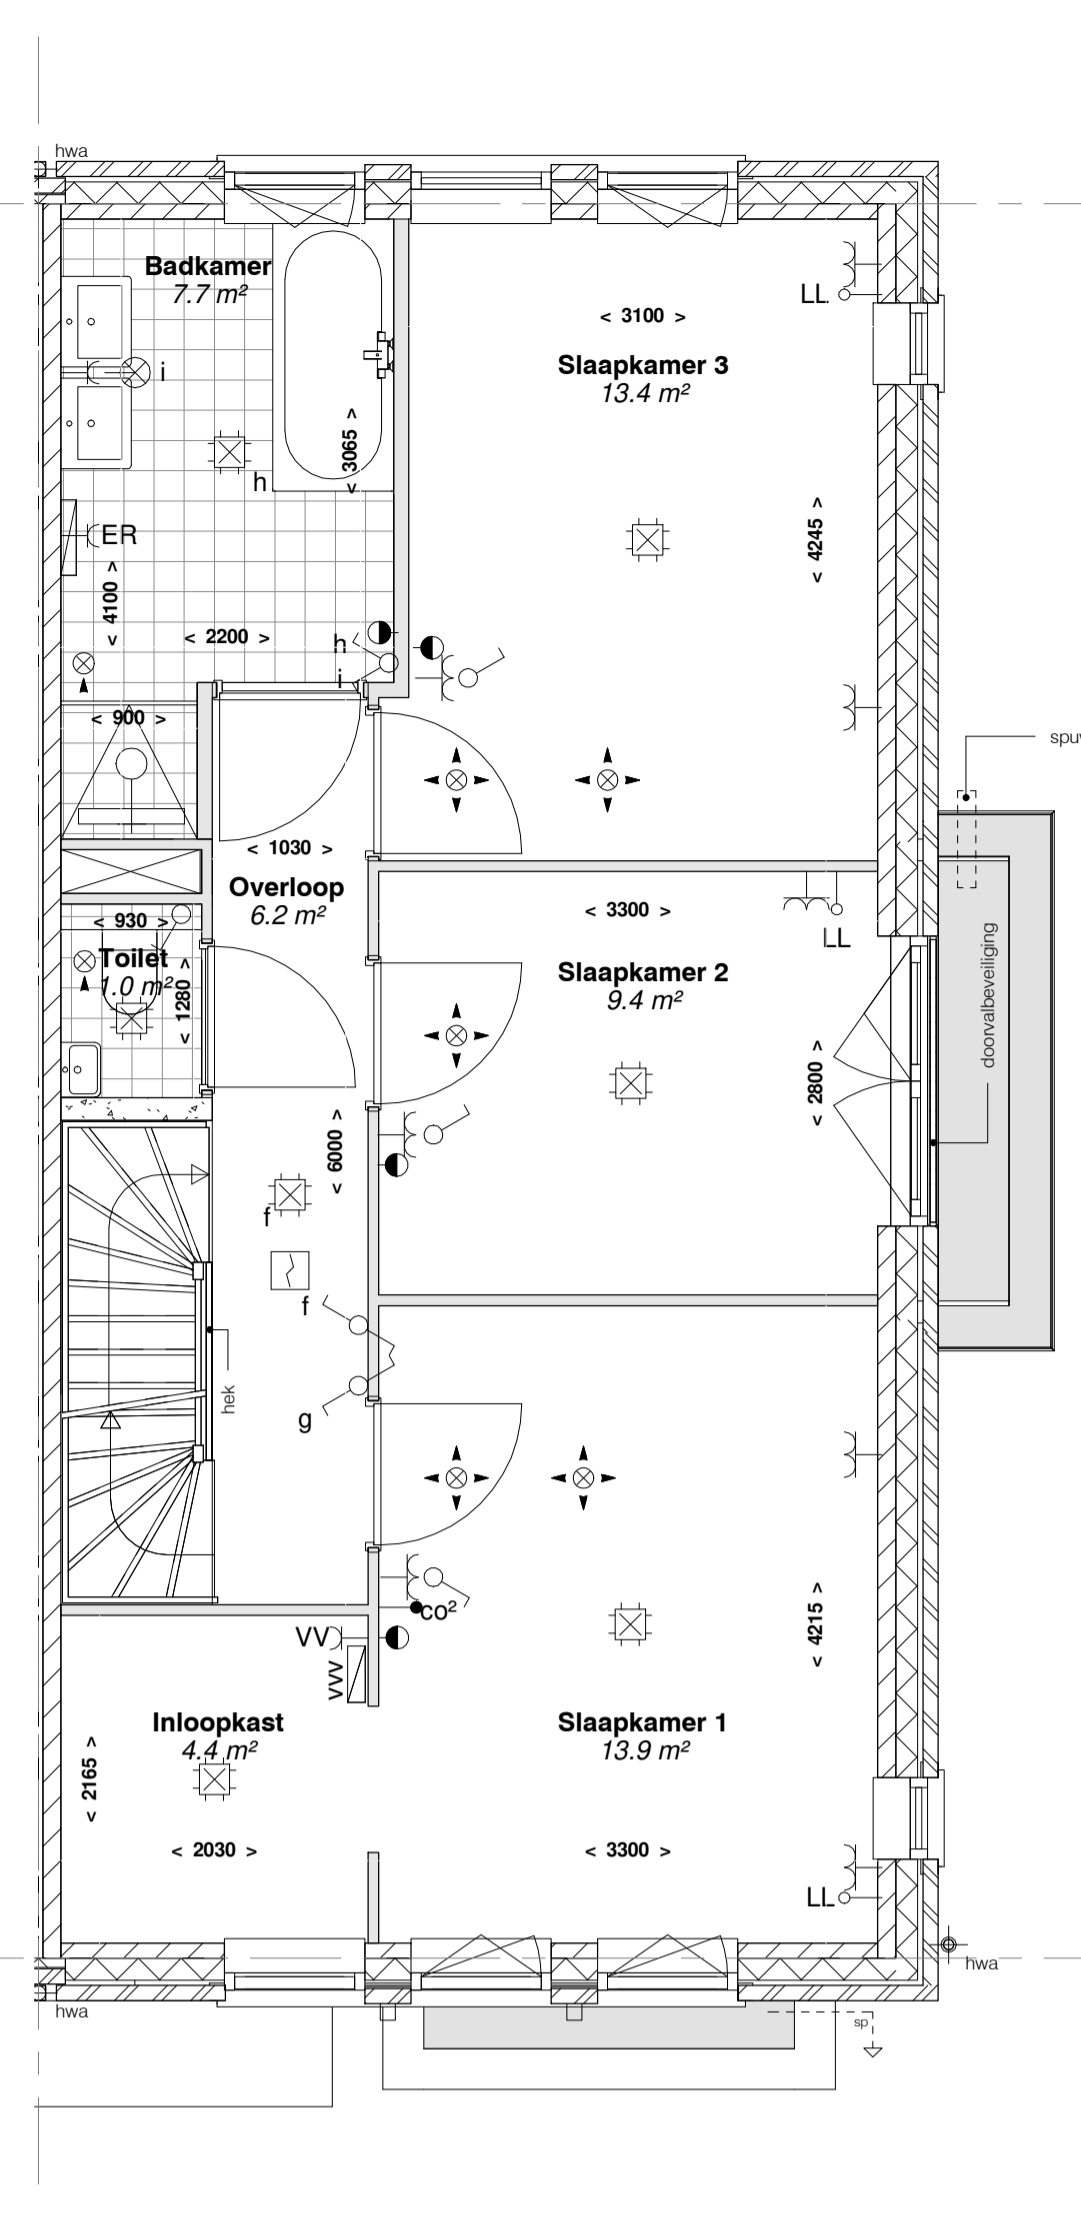 hwa
Badkamer
7.7 m²
LL
< 3100 >
Slaapkamer 3
13.4 m²
i
< 3065 >
h
ER
< 4245 >
< 4100 >
< 2200 >
h
i
< 900 >
< 1030 >
Overloop
6.2 m²
< 930 >
Toilet
1.0 m²
< 1280 >
< 3300 >
LL
Slaapkamer 2
9.4 m²
doorvalbeveiliging
< 2800 >
< 6000 >
f
f
hek
g
co²
VV
VVV
< 4215 >
Inloopkast
4.4 m²
Slaapkamer 1
13.9 m²
< 2165 >
< 2030 >
< 3300 >
LL
hwa
hwa
sp